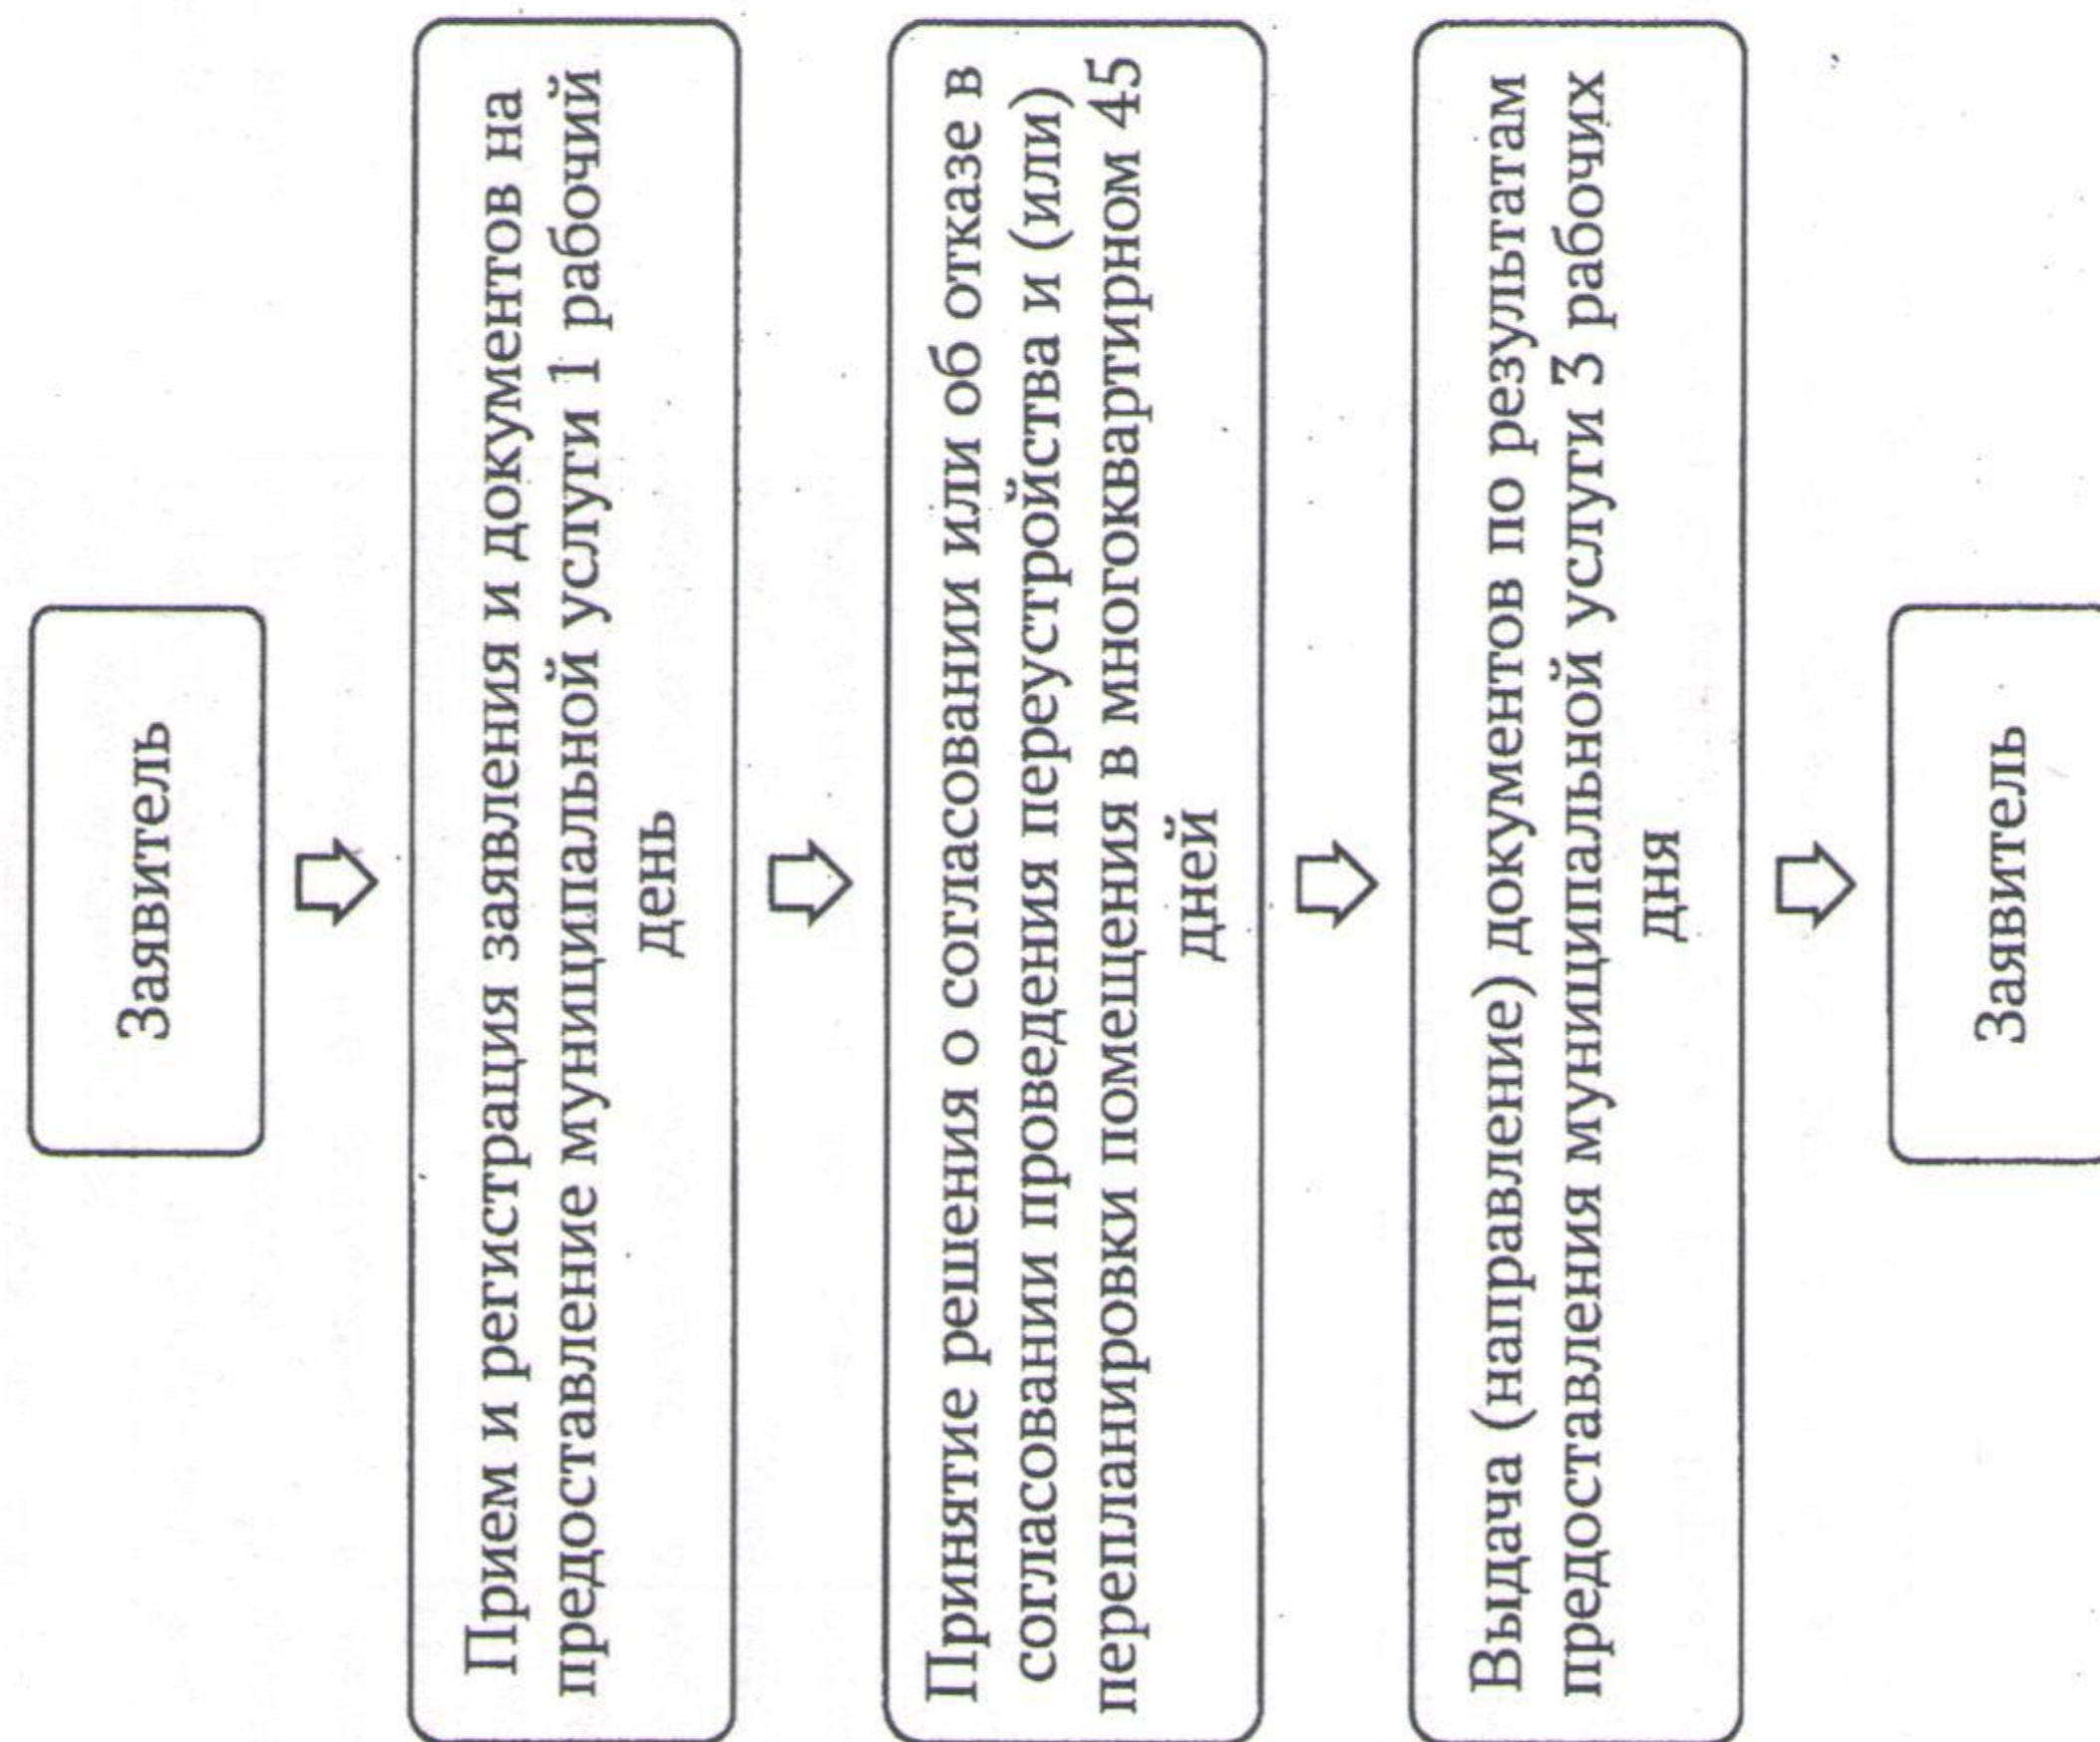 Заявитель
Прием и регистрация заявления и документов на
предоставление муниципальной услуги 1 рабочий
день
Принятие решения о согласовании или об отказе в
согласовании проведения переустройства и (или)
перепланировки помещения в многоквартирном 45
дней
Выдача (направление) документов по результатам
предоставления муниципальной услуги 3 рабочих
дня
Заявитель